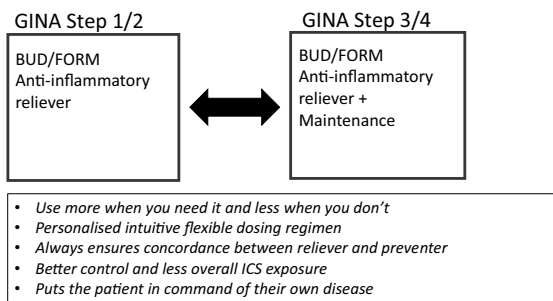 GINA Step 1/2
BUD/FORM
Anti-inflammatory
reliever
GINA Step 3/4
BUD/FORM
Anti-inflammatory
reliever +
Maintenance
• Use more when you need it and less when you don't
• Personalised intuitive flexible dosing regimen
• Always ensures concordance between reliever and preventer
• Better control and less overall ICS exposure
• Puts the patient in command of their own disease